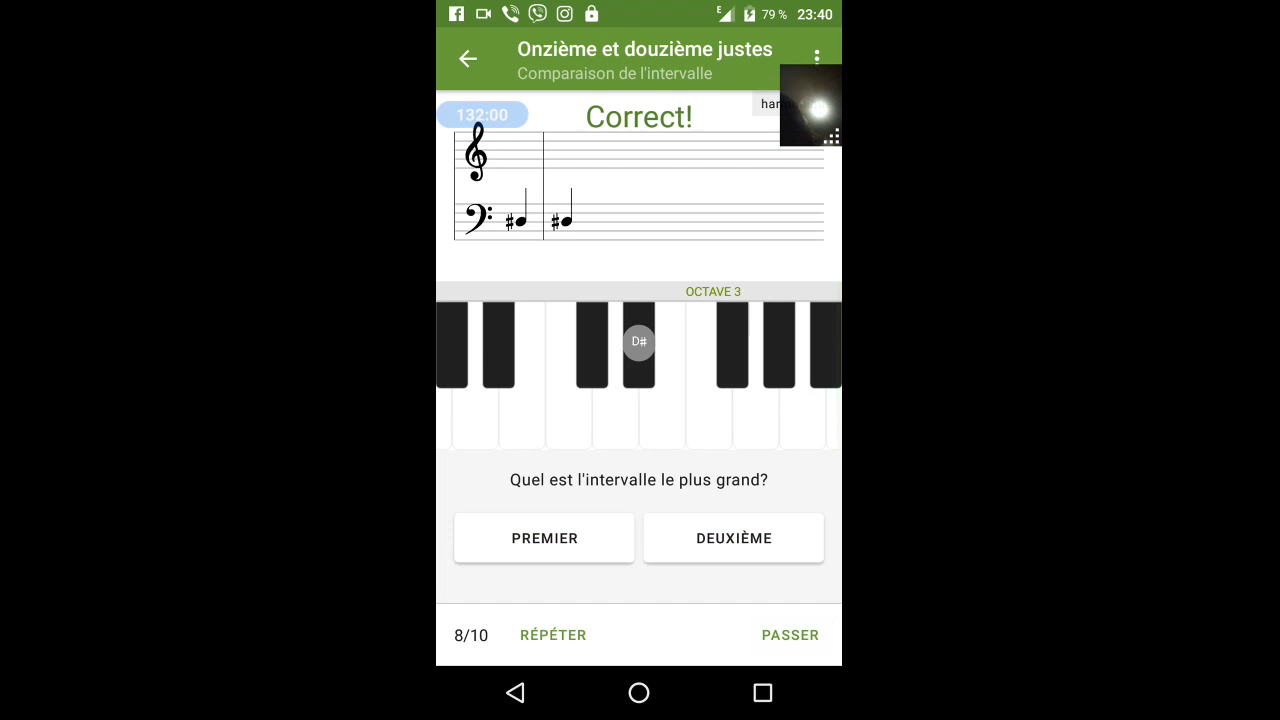 E
79 %
23:40
Onzième et douzième justes
Comparaison de l'intervalle
132:00
Correct!
OCTAVE 3
D#
Quel est l'intervalle le plus grand?
PREMIER
DEUXIÈME
8/10
RÉPÉTER
PASSER